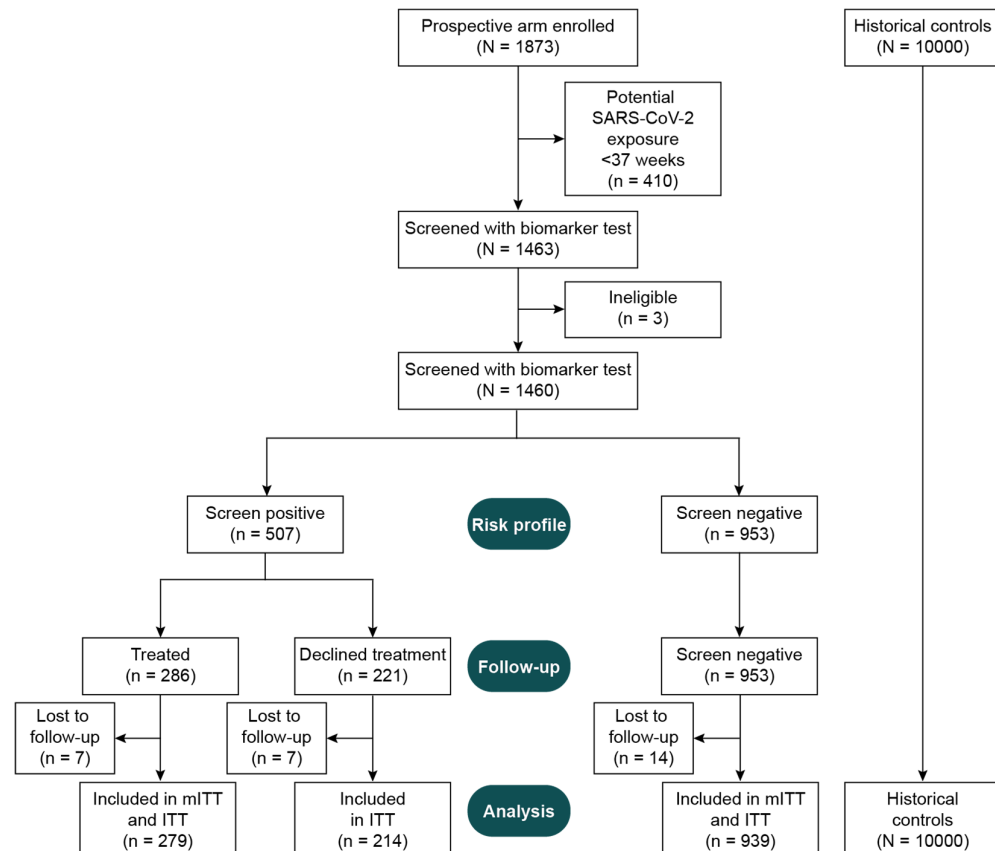 Prospective arm enrolled
(N = 1873)
Historical controls
(N = 10000)
Potential
SARS-CoV-2
exposure
<37 weeks
(n = 410)
Screened with biomarker test
(N = 1463)
Ineligible
(n = 3)
Screened with biomarker test
(N = 1460)
Screen positive
(n = 507)
Risk profile
Screen negative
(n = 953)
Treated
(n = 286)
Declined treatment
(n = 221)
Follow-up
Screen negative
(n = 953)
Lost to
follow-up
(n = 7)
Lost to
follow-up
(n = 7)
Lost to
follow-up
(n = 14)
Included in mITT
and ITT
(n = 279)
Included
in ITT
(n = 214)
Analysis
Included in mITT
and ITT
(n = 939)
Historical
controls
(N = 10000)